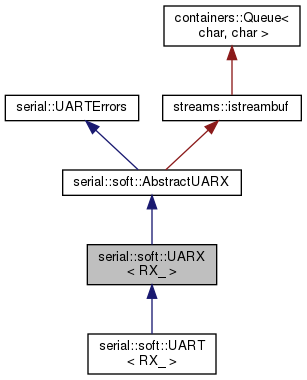 containers::Queue<
char, char >
serial::UARTErrors
streams::istreambuf
serial::soft::AbstractUARX
serial::soft::UARX
< RX_ >
serial::soft::UART
< RX_ >